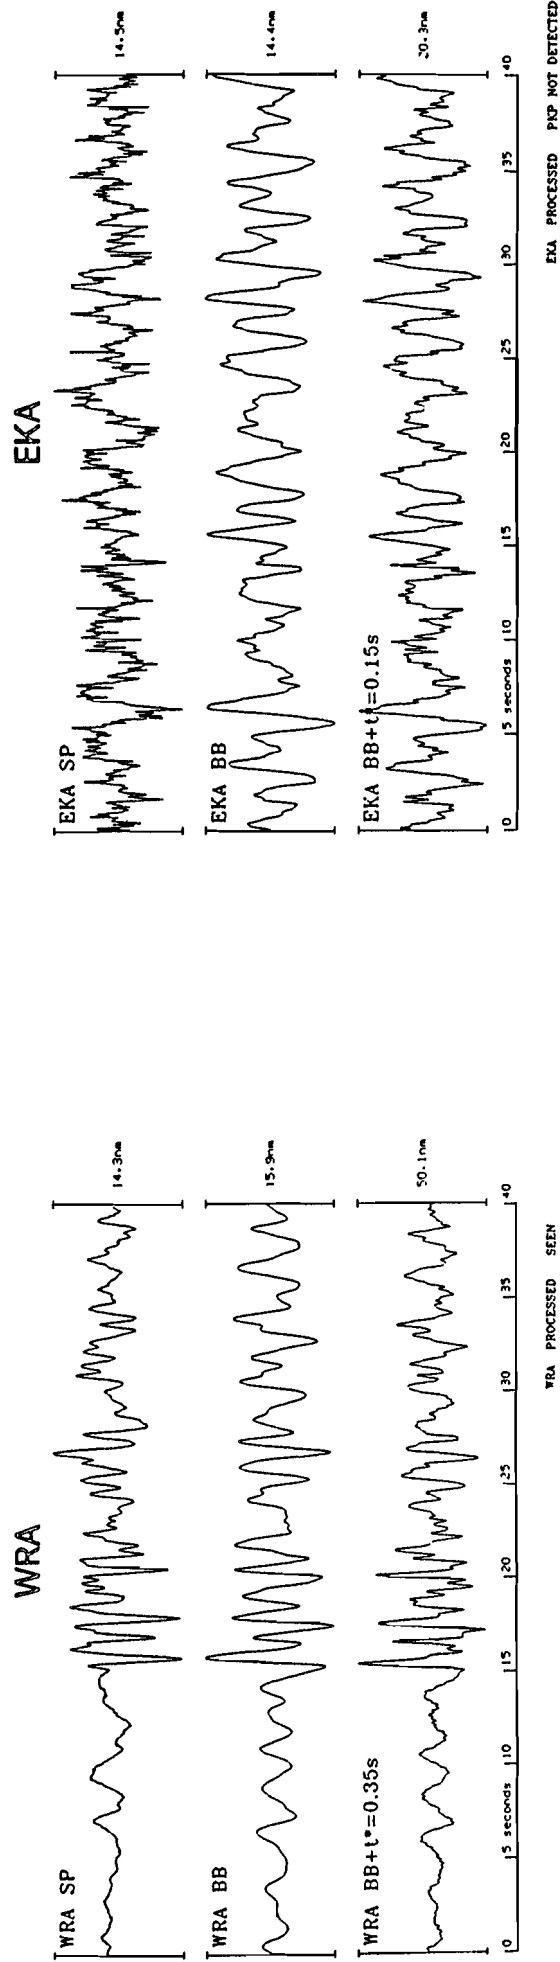 WRA
WRA SP
14.3nm
WRA BB
15.9nm
WRA BB+t*=0.35s
50.1nm
0 5 seconds 10 15 20 25 30 35 40
WRA PROCESSED SEEN
EKA
EKA SP
14.5nm
EKA BB
14.4nm
EKA BB+t*=0.15s
20.3nm
0 5 seconds 10 15 20 25 30 35 40
EKA PROCESSED PKP NOT DETECTED